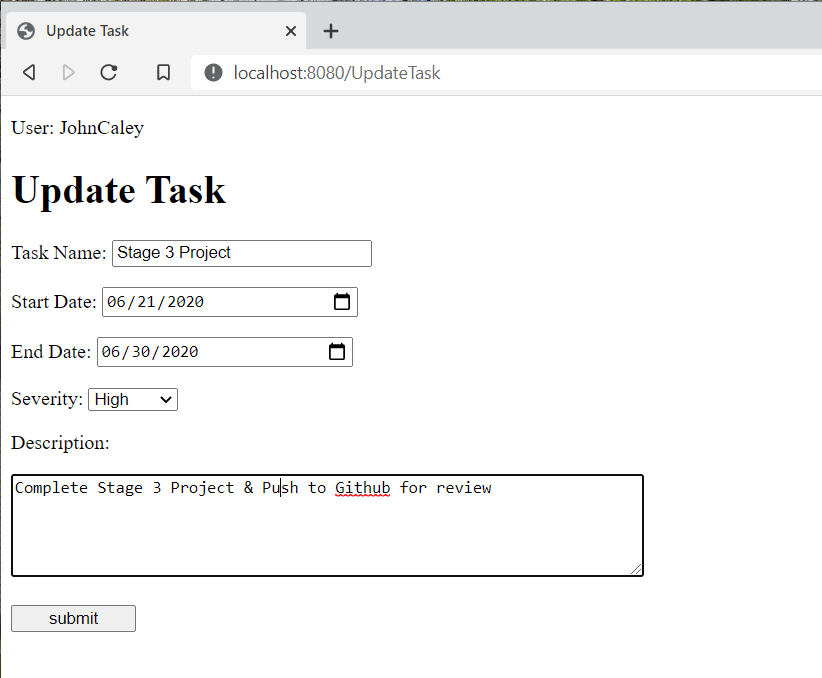 Update Task
localhost:8080/UpdateTask
User: JohnCaley
Update Task
Task Name: Stage 3 Project
Start Date: 06/21/2020
End Date: 06/30/2020
Severity: High
Description:
Complete Stage 3 Project & Push to Github for review
submit